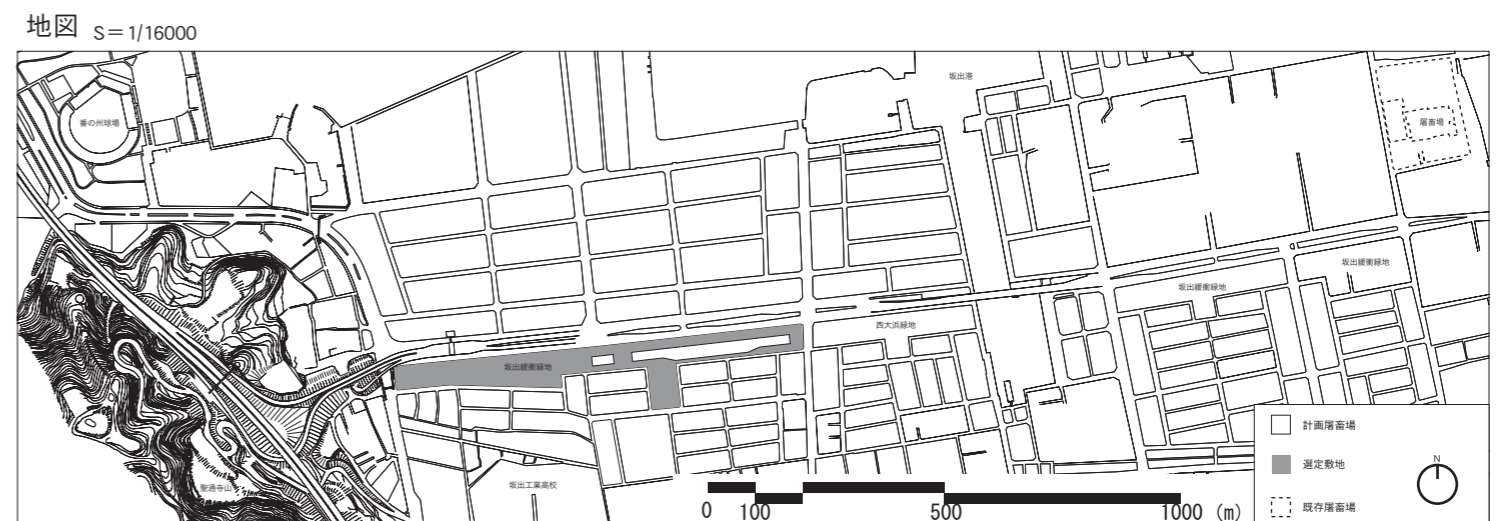 地図 S＝1/16000
坂出港
番の州球場
屠畜場
坂出緩衝緑地
坂出緩衝緑地
西大浜緑地
坂出緩衝緑地
計画屠畜場
N
選定敷地
聖通寺山
坂出工業高校
既存屠畜場
0 100 500 1000 (m)